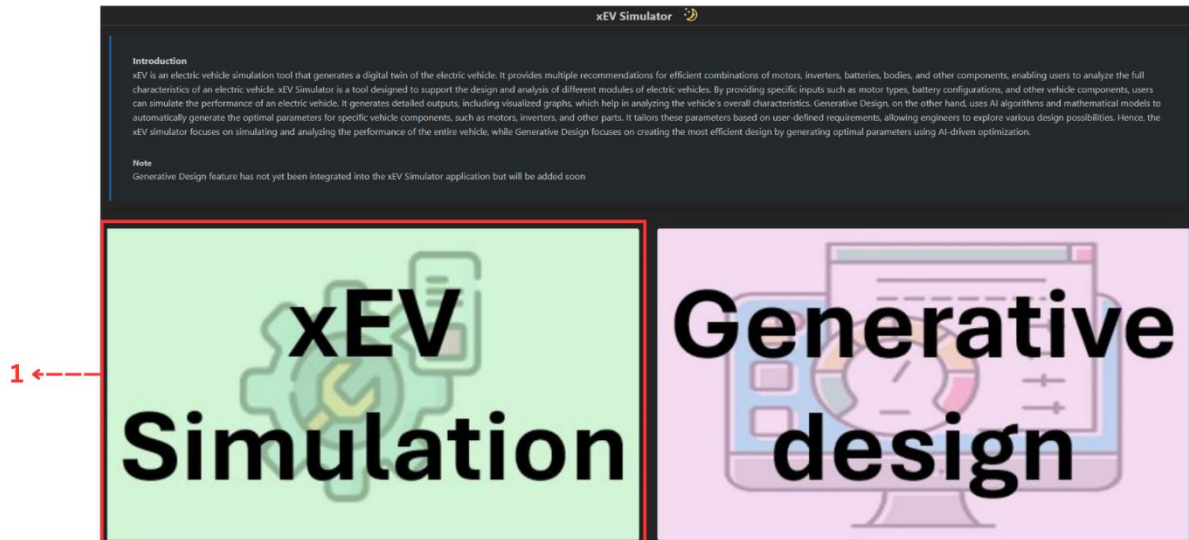 xEV Simulator
Introduction
xEV is an electric vehicle simulation tool that generates a digital twin of the electric vehicle. It provides multiple recommendations for efficient combinations of motors, inverters, batteries, bodies, and other components, enabling users to analyze the full
characteristics of an electric vehicle. xEV Simulator is a tool designed to support the design and analysis of different modules of electric vehicles. By providing specific inputs such as motor types, battery configurations, and other vehicle components, users
can simulate the performance of an electric vehicle. It generates detailed outputs, including visualized graphs, which help in analyzing the vehicle's overall characteristics. Generative Design, on the other hand, uses AI algorithms and mathematical models to
automatically generate the optimal parameters for specific vehicle components, such as motors, inverters, and other parts. It tailors these parameters based on user-defined requirements, allowing engineers to explore various design possibilities. Hence, the
xEV simulator focuses on simulating and analyzing the performance of the entire vehicle, while Generative Design focuses on creating the most efficient design by generating optimal parameters using AI-driven optimization.
Note
Generative Design feature has not yet been integrated into the xEV Simulator application but will be added soon
1
xEV
Simulation
Generative
design